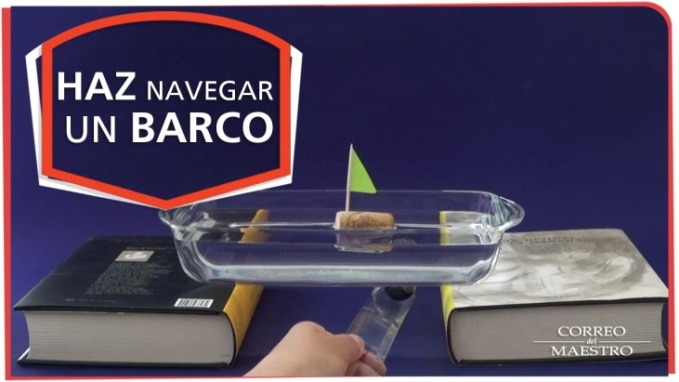 HAZ NAVEGAR
UN BARCO
CORREO
del
MAESTRO